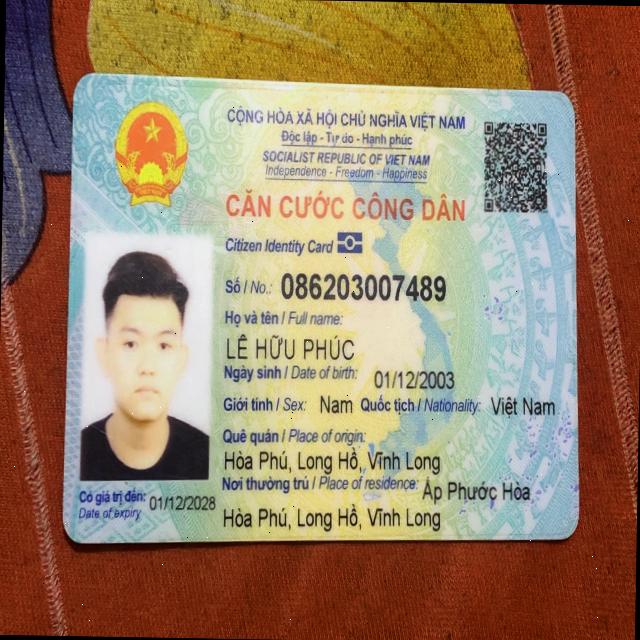 CỘNG HÒA XÃ HỘI CHỦ NGHĨA VIỆT NAM
Độc lập - Tự do - Hạnh phúc
SOCIALIST REPUBLIC OF VIET NAM
Independence - Freedom - Happiness
CĂN CƯỚC CÔNG DÂN
Citizen Identity Card
Số / No.: 086203007489
Họ và tên / Full name:
LÊ HỮU PHÚC
Ngày sinh / Date of birth: 01/12/2003
Giới tính / Sex: Nam Quốc tịch / Nationality: Việt Nam
Quê quán / Place of origin:
Hòa Phú, Long Hồ, Vĩnh Long
Nơi thường trú / Place of residence: Ấp Phước Hòa
Hòa Phú, Long Hồ, Vĩnh Long
Có giá trị đến: 01/12/2028
Date of expiry